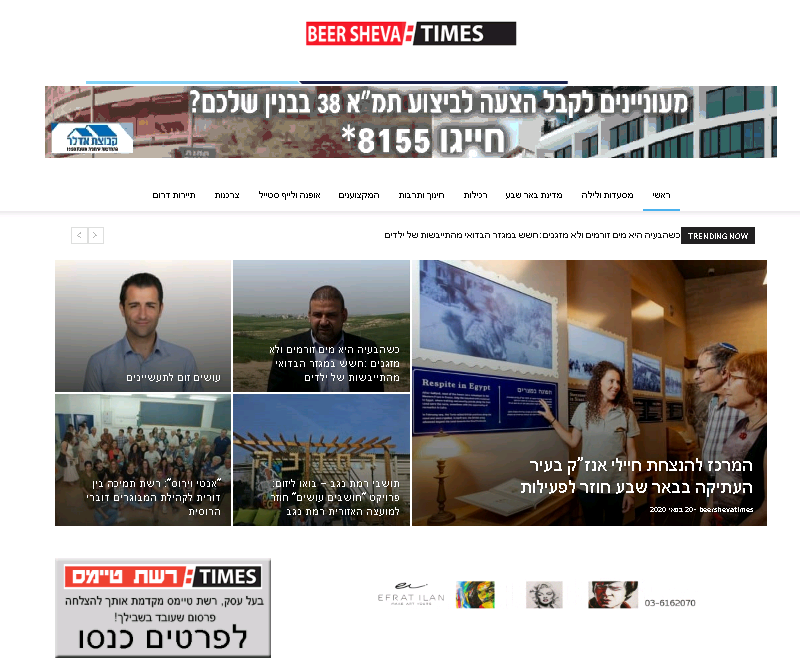 BEER SHEVA TIMES
מעוניינים לקבל הצעה לביצוע תמ"א 38 בבנין שלכם?
חייגו 8155*
קבוצת אדלר
ראשי
מסעדות ולילה
מדינת באר שבע
רכילות
חינוך ותרבות
המקצוענים
אופנה ולייף סטייל
צרכנות
תיירות דרום
TRENDING NOW
כשהבעיה היא מים זורמים ולא מזגנים: חשש במגזר הבדואי מהתייבשות של ילדים
Respite in Egypt
המרכז להנצחת חיילי אנז"ק בעיר
העתיקה בבאר שבע חוזר לפעילות
beershevatimes - 20 במאי 2020
כשהבעיה היא מים זורמים ולא
מזגנים: חשש במגזר הבדואי
מהתייבשות של ילדים
עושים זום לתעשיינים
תושבי רמת נגב – בואו ליזום:
פרויקט "חושבים עושים" חוזר
למועצה האזורית רמת נגב
"אנטי וירוס": רשת תמיכה בין
דורית לקהילת המבוגרים דוברי
הרוסית
רשת טיימס TIMES
בעל עסק, רשת טיימס מקדמת אותך להצלחה
פרסום שעובד בשבילך!
לפרטים כנסו
EFRAT ILAN
03-6162070